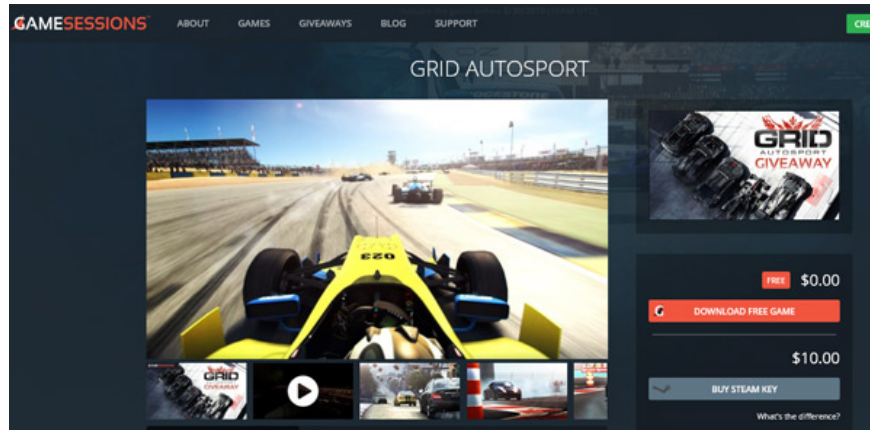 GAMESESSIONS
ABOUT GAMES GIVEAWAYS BLOG SUPPORT
CRE
GRID AUTOSPORT
023
GRID
AUTOSPORT
GIVEAWAY
FREE $0.00
G DOWNLOAD FREE GAME
$10.00
BUY STEAM KEY
What's the difference?
GRID
GIVEAWAY